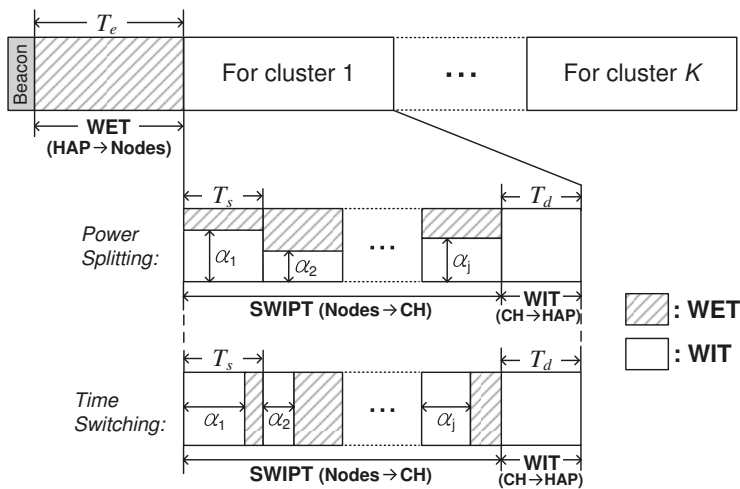 T_e
Beacon
For cluster 1
...
For cluster K
WET
(HAP→Nodes)
T_s
T_d
Power
Splitting:
α_1
α_2
...
α_j
SWIPT (Nodes→CH)
WIT
(CH→HAP)
: WET
: WIT
T_s
T_d
Time
Switching:
α_1
α_2
...
α_j
SWIPT (Nodes→CH)
WIT
(CH→HAP)